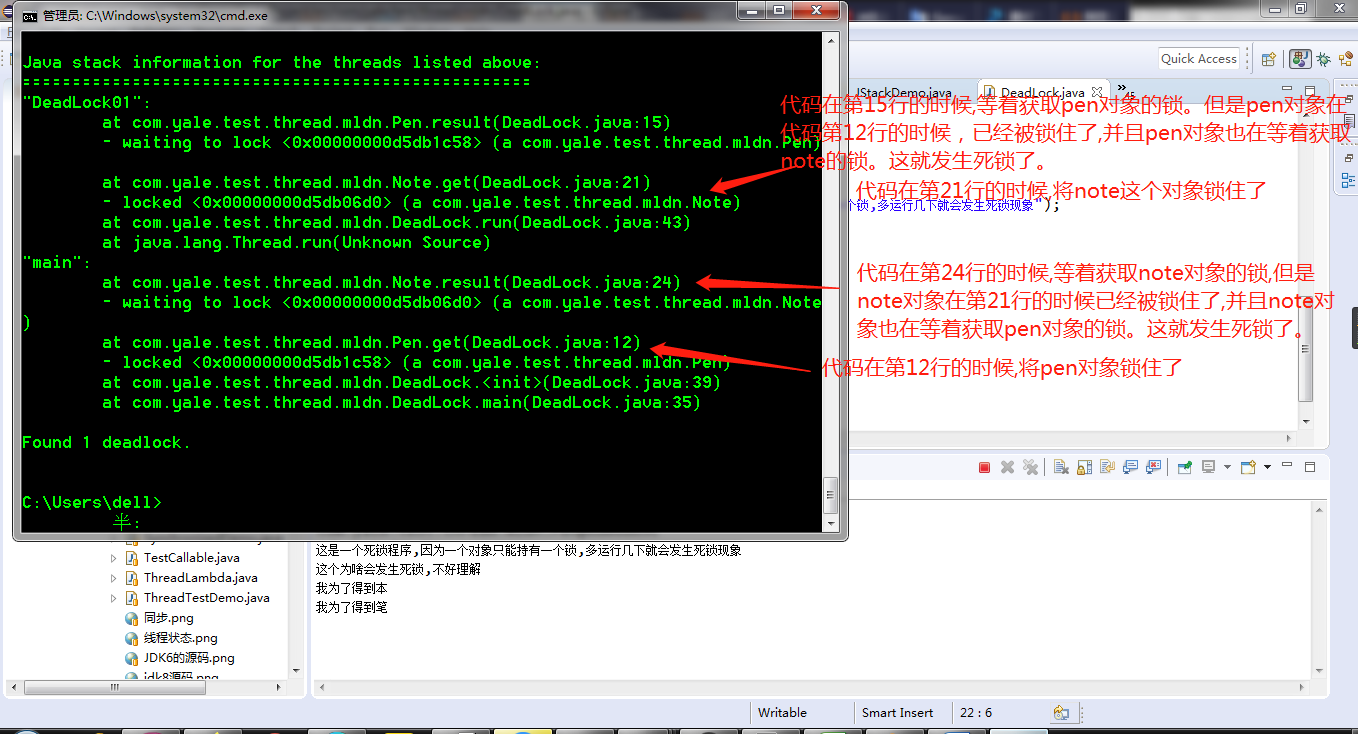 管理员: C:\Windows\system32\cmd.exe
Java stack information for the threads listed above:
===================================================
"DeadLock01":
at com.yale.test.thread.mldn.Pen.result(DeadLock.java:15)
- waiting to lock <0x00000000d5db1c58> (a com.yale.test.thread.mldn.Pen)
at com.yale.test.thread.mldn.Note.get(DeadLock.java:21)
- locked <0x00000000d5db06d0> (a com.yale.test.thread.mldn.Note)
at com.yale.test.thread.mldn.DeadLock.run(DeadLock.java:43)
at java.lang.Thread.run(Unknown Source)
"main":
at com.yale.test.thread.mldn.Note.result(DeadLock.java:24)
- waiting to lock <0x00000000d5db06d0> (a com.yale.test.thread.mldn.Note
)
at com.yale.test.thread.mldn.Pen.get(DeadLock.java:12)
- locked <0x00000000d5db1c58> (a com.yale.test.thread.mldn.Pen)
at com.yale.test.thread.mldn.DeadLock.<init>(DeadLock.java:39)
at com.yale.test.thread.mldn.DeadLock.main(DeadLock.java:35)
Found 1 deadlock.
C:\Users\dell>
半:
Quick Access
JStackDemo.java
DeadLock.java
代码在第15行的时候,等着获取pen对象的锁。但是pen对象在
代码第12行的时候，已经被锁住了,并且pen对象也在等着获取
note的锁。这就发生死锁了。
代码在第21行的时候,将note这个对象锁住了
个锁,多运行几下就会发生死锁现象");
代码在第24行的时候,等着获取note对象的锁,但是
note对象在第21行的时候已经被锁住了,并且note对
象也在等着获取pen对象的锁。这就发生死锁了。
代码在第12行的时候,将pen对象锁住了
TestCallable.java
ThreadLambda.java
ThreadTestDemo.java
同步.png
线程状态.png
JDK6的源码.png
jdk8源码.png
这是一个死锁程序,因为一个对象只能持有一个锁,多运行几下就会发生死锁现象
这个为啥会发生死锁,不好理解
我为了得到本
我为了得到笔
Writable
Smart Insert
22 : 6